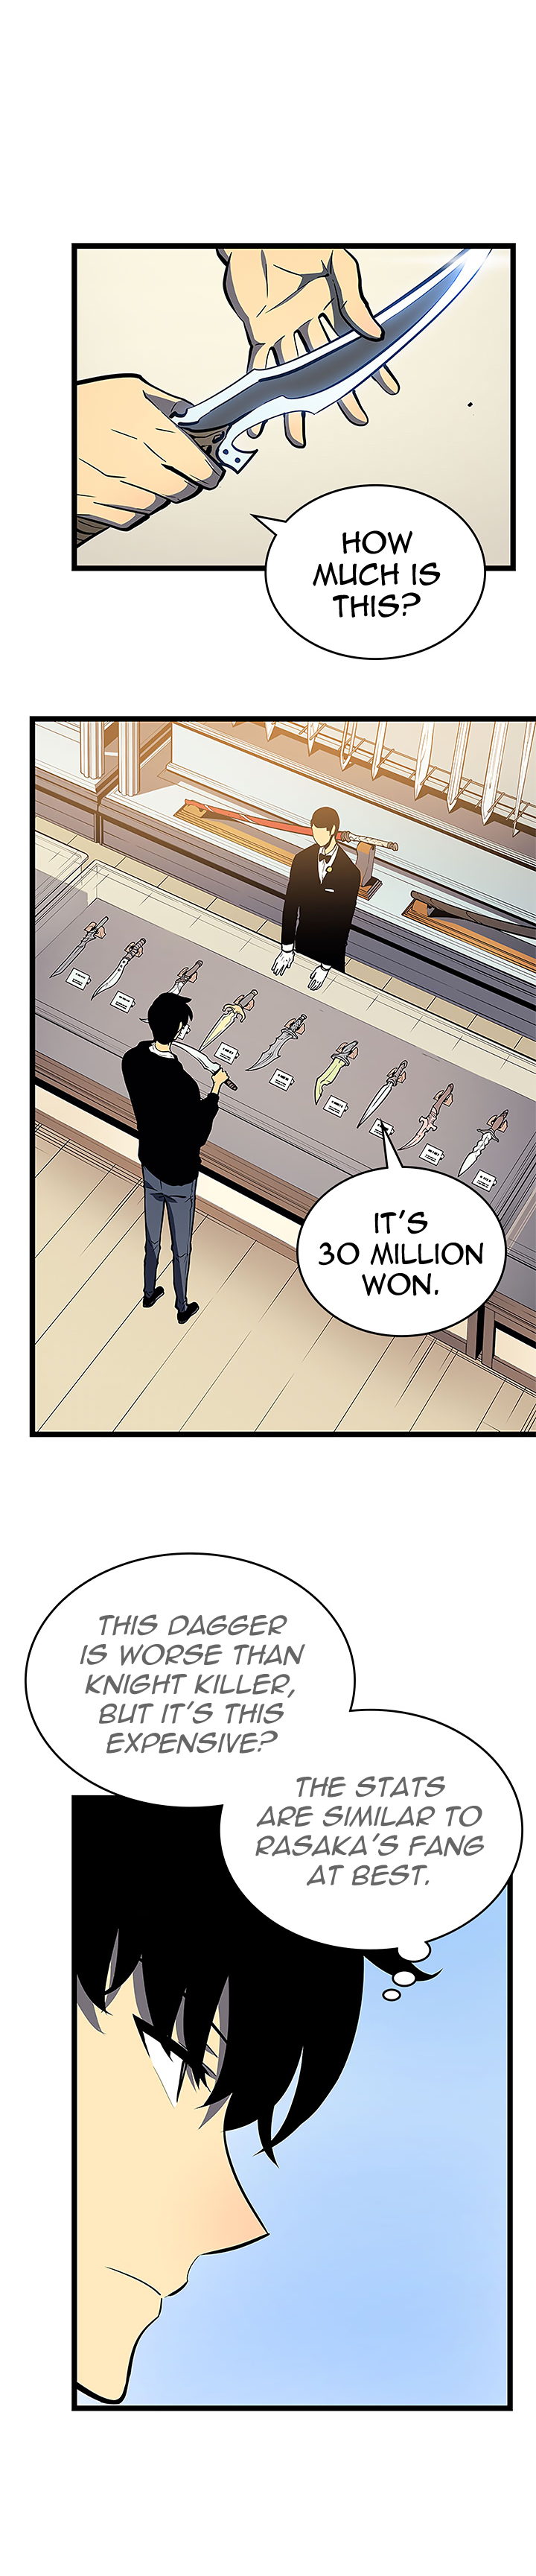 HOW
MUCH IS
THIS?
IT'S
30 MILLION
WON.
THIS DAGGER
IS WORSE THAN
KNIGHT KILLER,
BUT IT'S THIS
EXPENSIVE?
THE STATS
ARE SIMILAR TO
RASAKA'S FANG
AT BEST.